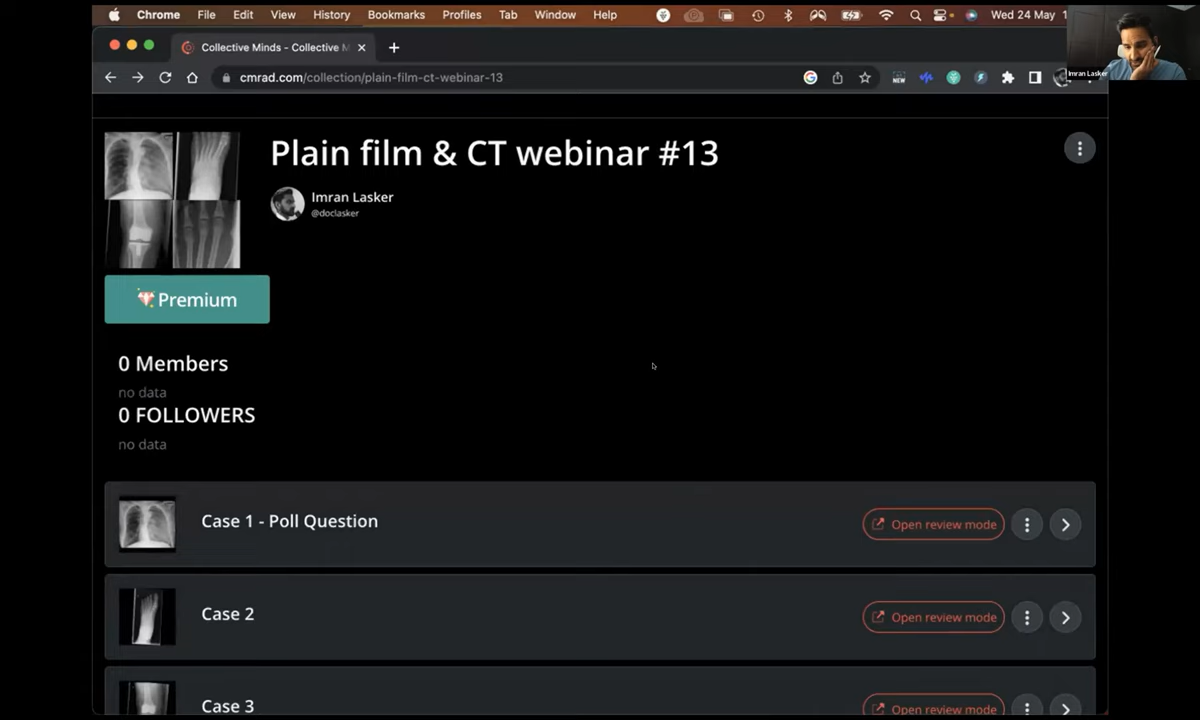 Chrome File Edit View History Bookmarks Profiles Tab Window Help Wed 24 May 1
Imran Lasker
Collective Minds - Collective M
cmrad.com/collection/plain-film-ct-webinar-13
NEW
Plain film & CT webinar #13
Imran Lasker
@doclasker
Premium
0 Members
no data
0 FOLLOWERS
no data
Case 1 - Poll Question
Open review mode
Case 2
Open review mode
Case 3
Open review mode